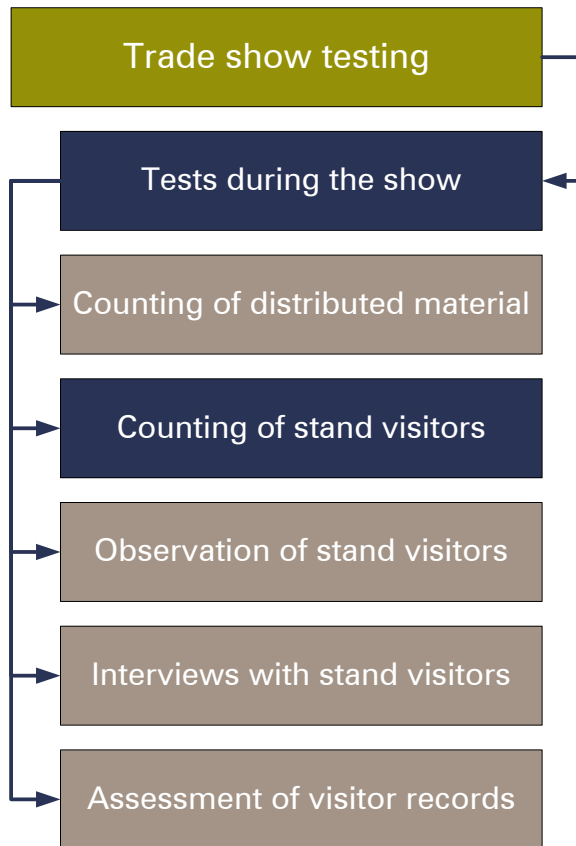 Trade show testing
Tests during the show
Counting of distributed material
Counting of stand visitors
Observation of stand visitors
Interviews with stand visitors
Assessment of visitor records